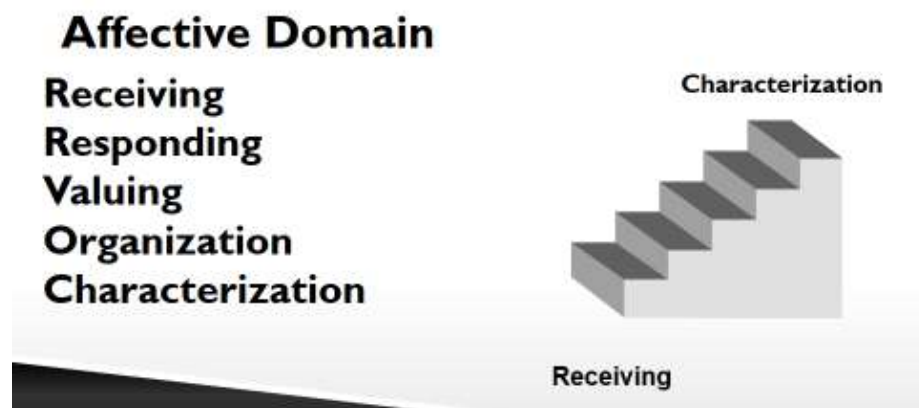 Affective Domain
Receiving
Responding
Valuing
Organization
Characterization
Characterization
Receiving